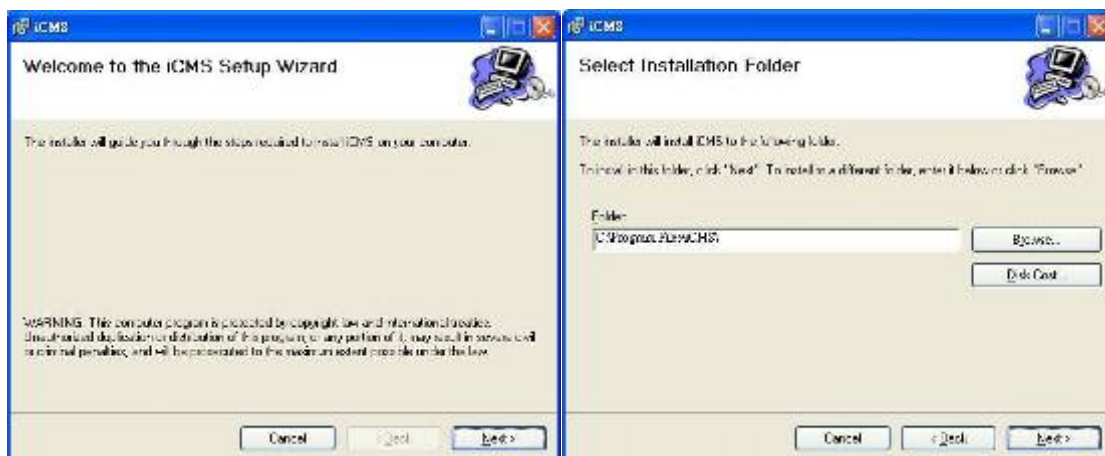 iCMS
Welcome to the iCMS Setup Wizard
The installer will guide you through the steps required to install iCMS on your computer.
WARNING: This computer program is protected by copyright law and international treaties.
Unauthorized duplication or distribution of this program, or any portion of it, may result in severe civil
or criminal penalties, and will be prosecuted to the maximum extent possible under the law.
Cancel
< Back
Next >
iCMS
Select Installation Folder
The installer will install iCMS to the following folder.
To install in this folder, click "Next". To install to a different folder, enter it below or click "Browse".
Folder:
C:\Program Files\iCMS\
Browse...
Disk Cost...
Cancel
< Back
Next >